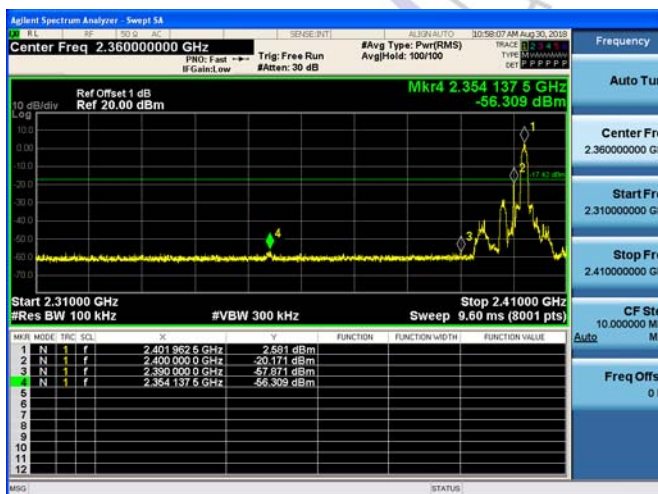 Agilent Spectrum Analyzer - Swept SA
RL RF 50 Ω AC SENSE:INT ALIGN AUTO 10:58:07 AM Aug 30, 2018
Center Freq 2.360000000 GHz
PNO: Fast
IFGain:Low
Trig: Free Run
#Atten: 30 dB
#Avg Type: Pwr(RMS)
Avg|Hold: 100/100
TRACE 1 2 3 4 5 6
TYPE M
DET P P P P P P
Frequency
Mkr4 2.354 137 5 GHz
-56.309 dBm
Ref Offset 1 dB
10 dB/div Ref 20.00 dBm
Log
10.0
0.00
-10.0
-20.0
-30.0
-40.0
-50.0
-60.0
-70.0
1
2
3
4
-17.42 dBm
Start 2.31000 GHz
Stop 2.41000 GHz
#Res BW 100 kHz
#VBW 300 kHz
Sweep 9.60 ms (8001 pts)
MKR MODE TRC SCL X Y FUNCTION FUNCTION WIDTH FUNCTION VALUE
1 N 1 f 2.401 962 5 GHz 2.581 dBm
2 N 1 f 2.400 000 0 GHz -20.171 dBm
3 N 1 f 2.390 000 0 GHz -57.871 dBm
4 N 1 f 2.354 137 5 GHz -56.309 dBm
5
6
7
8
9
10
11
12
MSG STATUS
Auto Tu
Center Fr
2.360000000 G
Start Fr
2.310000000 G
Stop Fr
2.410000000 G
CF Ste
10.000000 M
Auto M
Freq Offs
0